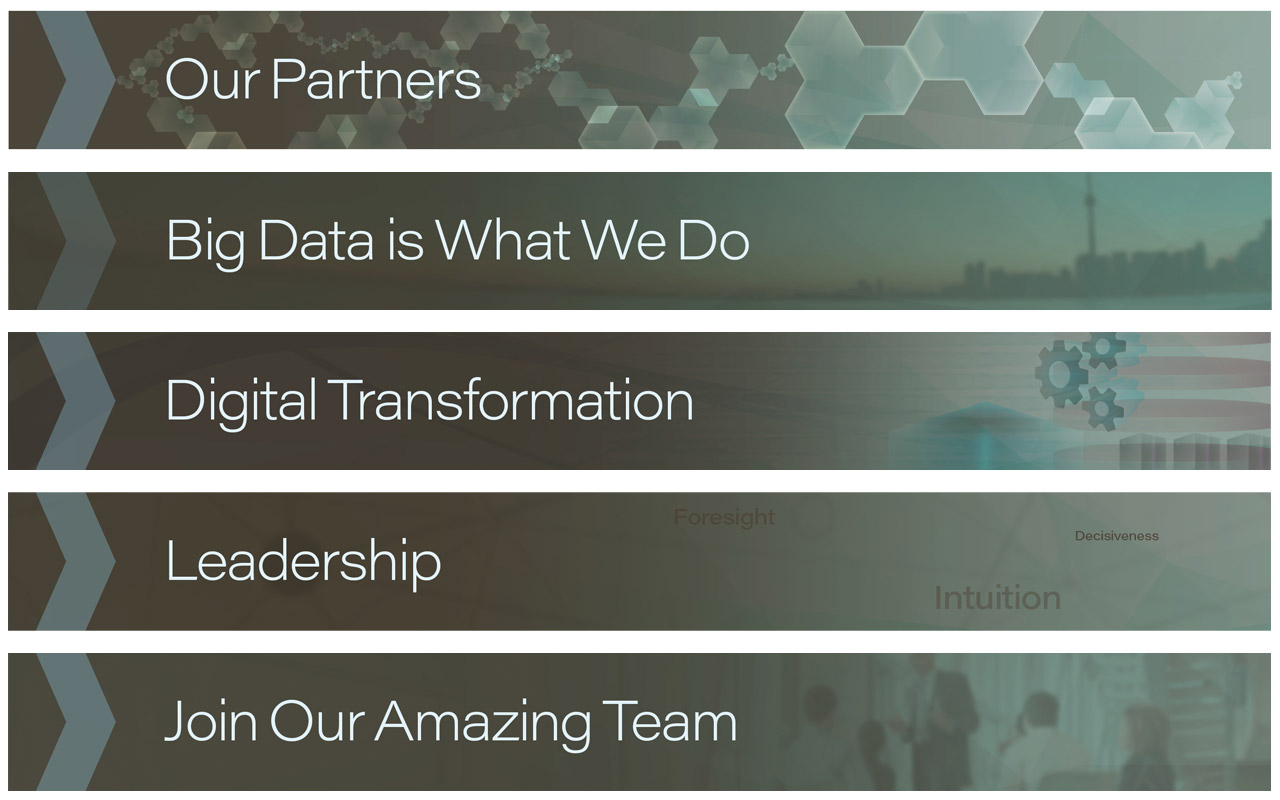 Our Partners
Big Data is What We Do
Digital Transformation
Foresight
Decisiveness
Leadership
Intuition
Join Our Amazing Team